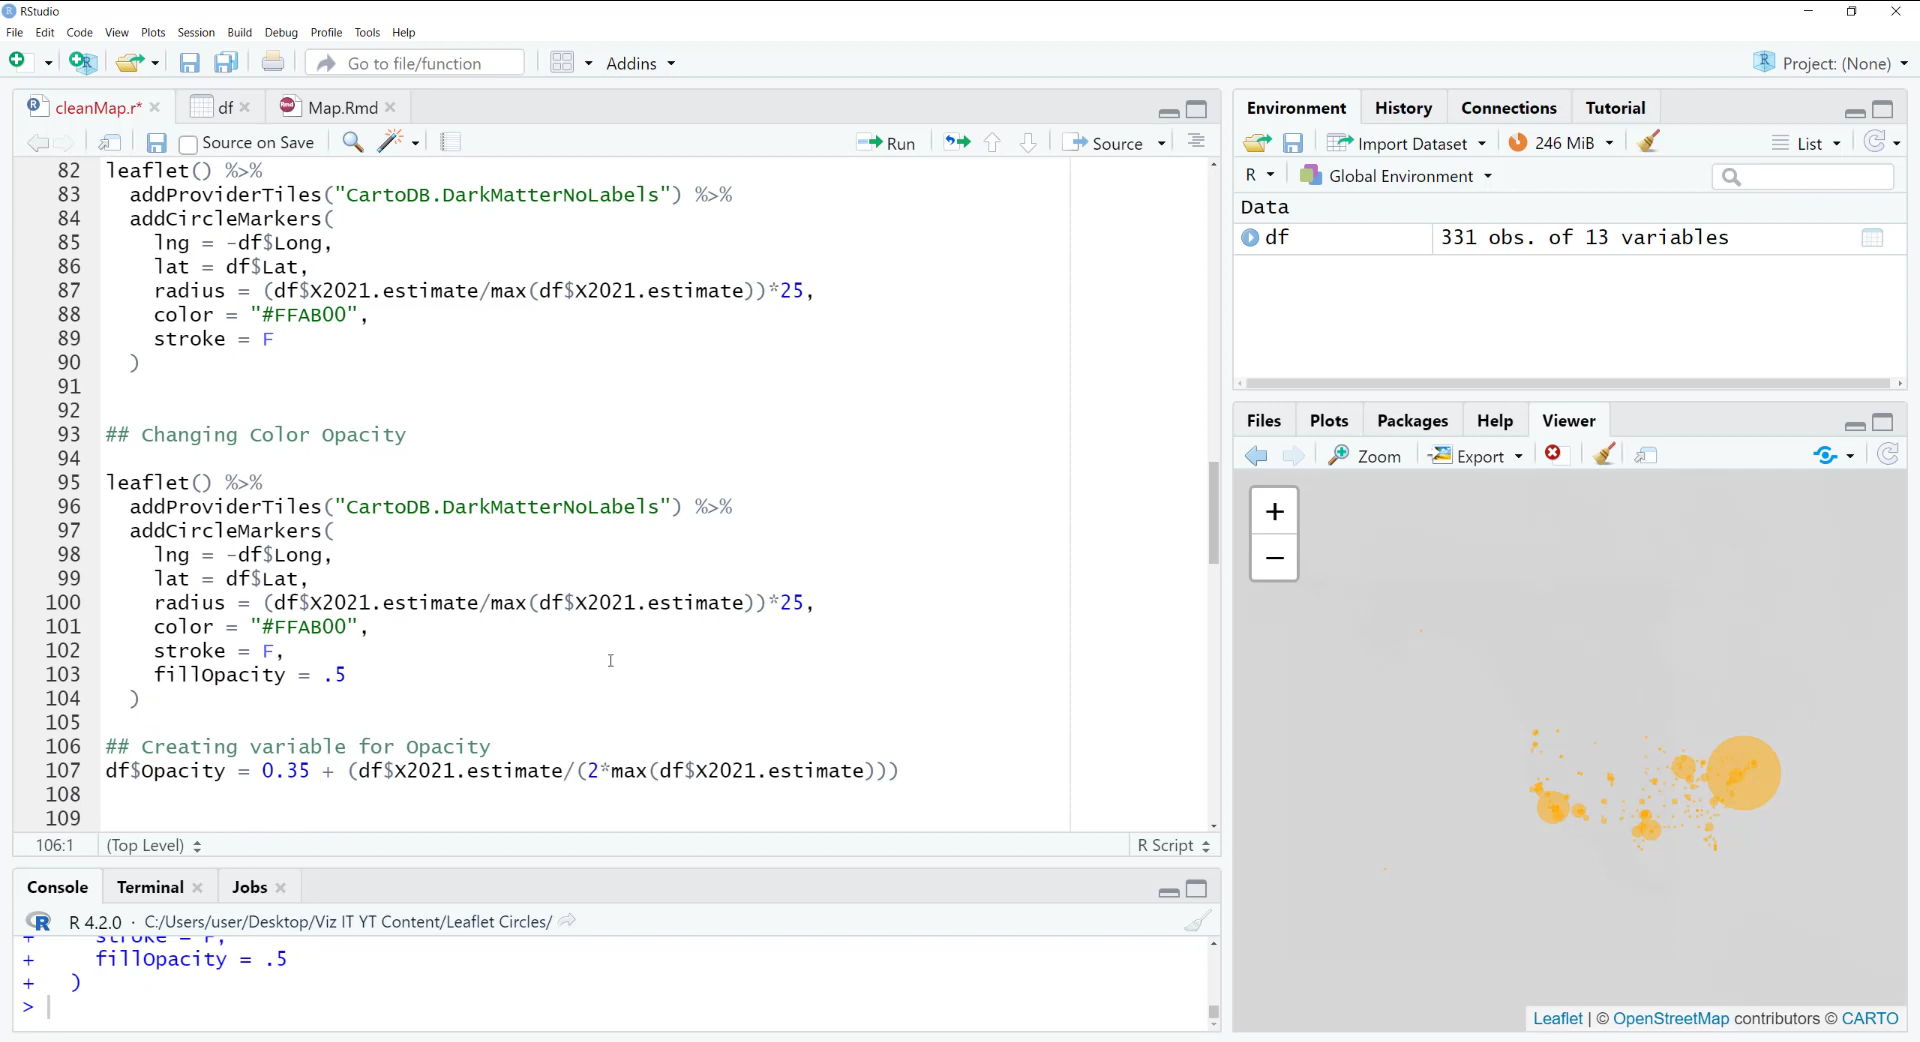 RStudio
File Edit Code View Plots Session Build Debug Profile Tools Help
Go to file/function Addins Project: (None)
cleanMap.r* df Map.Rmd
Source on Save Run Source
82 leaflet() %>%
83 addProviderTiles("CartoDB.DarkMatterNoLabels") %>%
84 addCircleMarkers(
85 lng = -df$Long,
86 lat = df$Lat,
87 radius = (df$X2021.estimate/max(df$X2021.estimate))*25,
88 color = "#FFAB00",
89 stroke = F
90 )
91
92
93 ## Changing Color Opacity
94
95 leaflet() %>%
96 addProviderTiles("CartoDB.DarkMatterNoLabels") %>%
97 addCircleMarkers(
98 lng = -df$Long,
99 lat = df$Lat,
100 radius = (df$X2021.estimate/max(df$X2021.estimate))*25,
101 color = "#FFAB00",
102 stroke = F,
103 fillOpacity = .5
104 )
105
106 ## Creating variable for Opacity
107 df$Opacity = 0.35 + (df$X2021.estimate/(2*max(df$X2021.estimate)))
108
109
106:1 (Top Level) R Script
Console Terminal Jobs
R 4.2.0 · C:/Users/user/Desktop/Viz IT YT Content/Leaflet Circles/
+ stroke = F,
+ fillOpacity = .5
+ )
>
Environment History Connections Tutorial
Import Dataset 246 MiB List
R Global Environment
Data
df 331 obs. of 13 variables
Files Plots Packages Help Viewer
Zoom Export
+
−
Leaflet | © OpenStreetMap contributors © CARTO